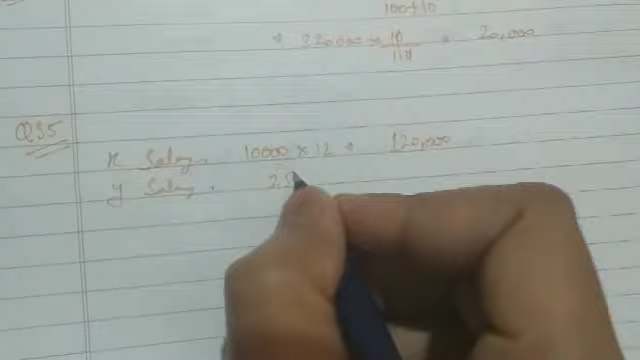 100+10
= 220000 × 10/110 = 20,000
Q35
x Salary = 10000 × 12 = 120,000
y Salary =